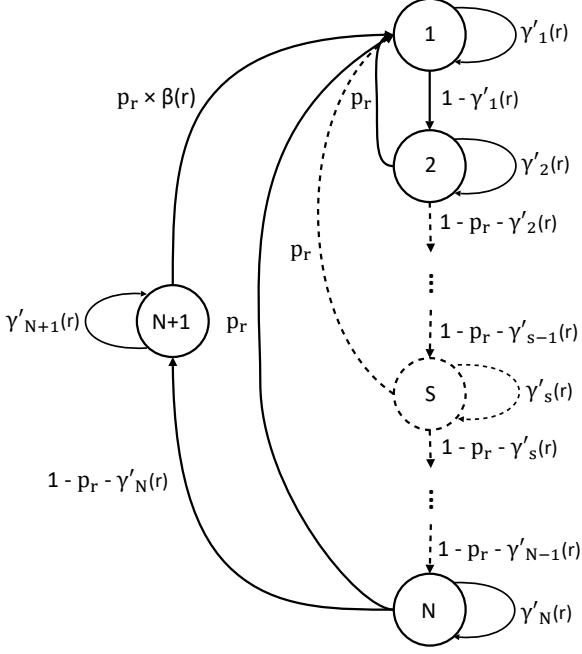 1
γ′₁(r)
pᵣ × β(r)
pᵣ
1 - γ′₁(r)
2
γ′₂(r)
1 - pᵣ - γ′₂(r)
pᵣ
⋮
N+1
γ′N+1(r)
pᵣ
1 - pᵣ - γ′s−1(r)
S
γ′s(r)
1 - pᵣ - γ′s(r)
1 - pᵣ - γ′N(r)
⋮
1 - pᵣ - γ′N−1(r)
N
γ′N(r)